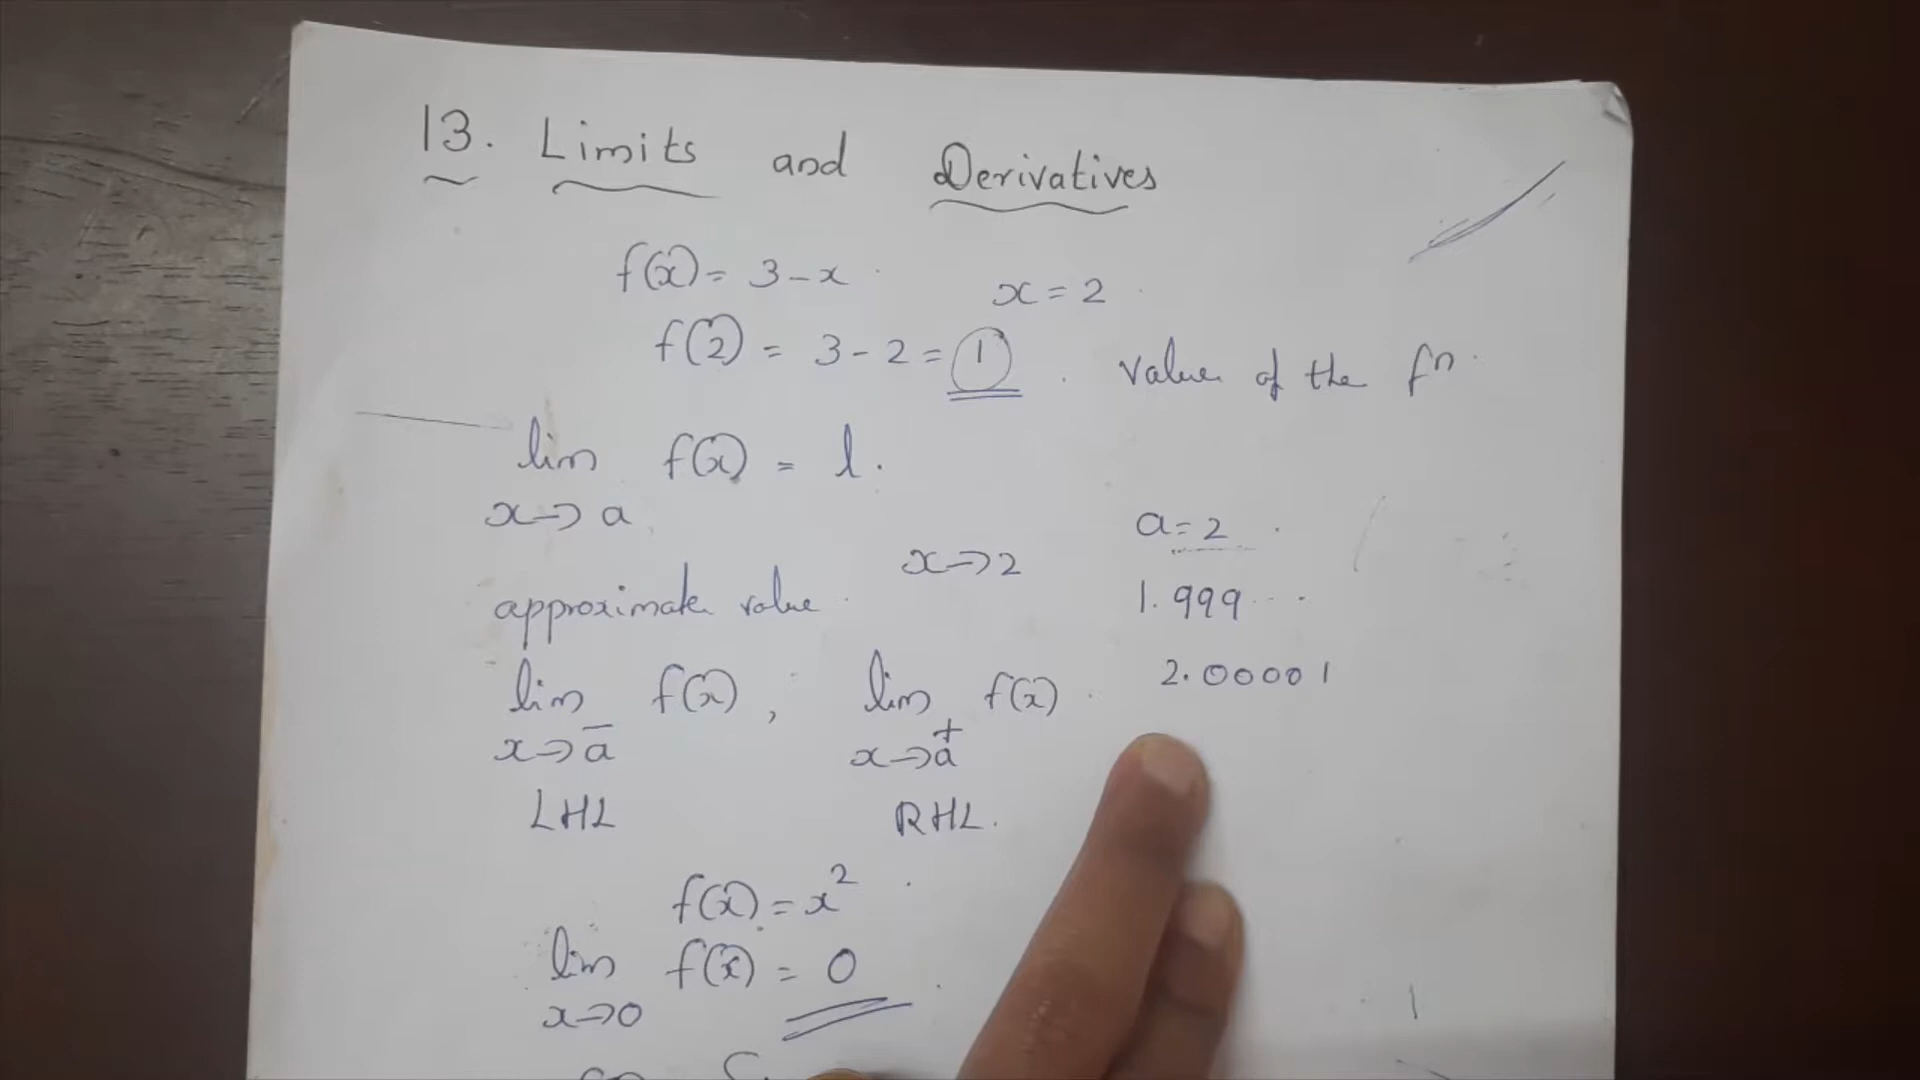 13. Limits and Derivatives
f(x) = 3 - x
x = 2
f(2) = 3 - 2 = 1 . value of the fn.
lim f(x) = l.
x → a
a = 2
x → 2
approximate value
1.999...
2.00001
lim f(x) , lim f(x)
x → a⁻ x → a⁺
LHL RHL.
f(x) = x²
lim f(x) = 0
x → 0